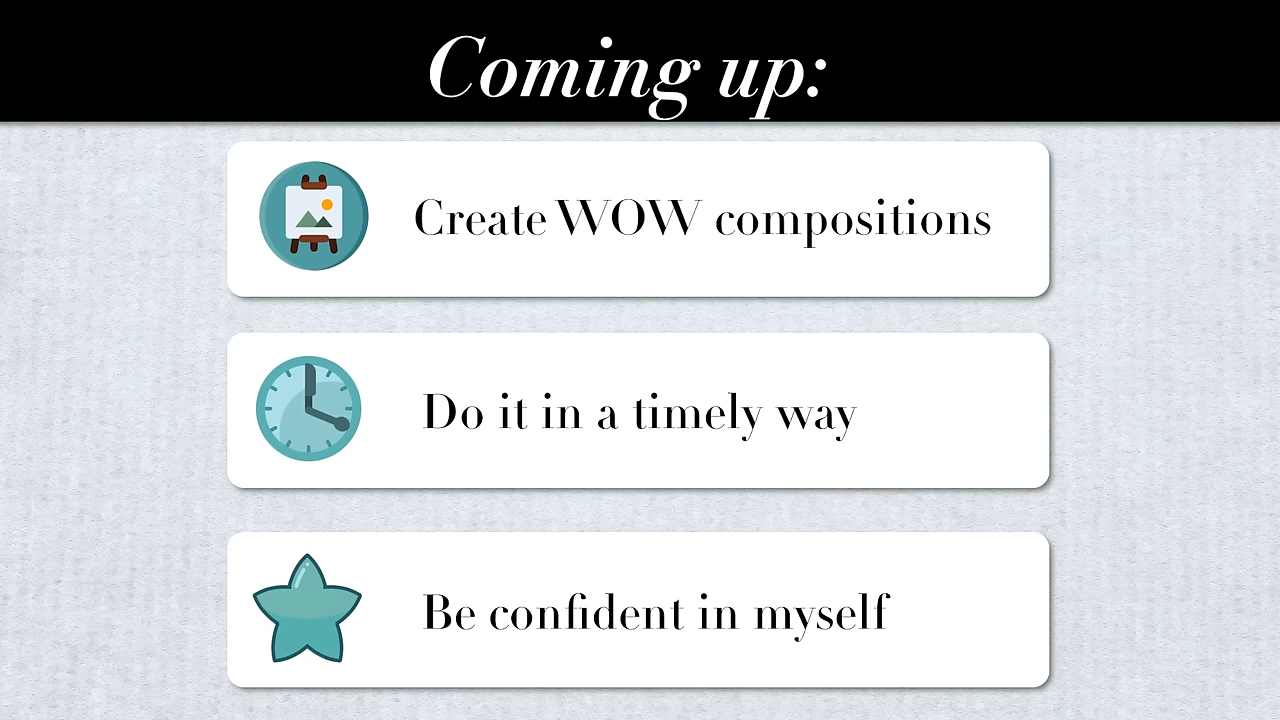 Coming up:
Create WOW compositions
Do it in a timely way
Be confident in myself